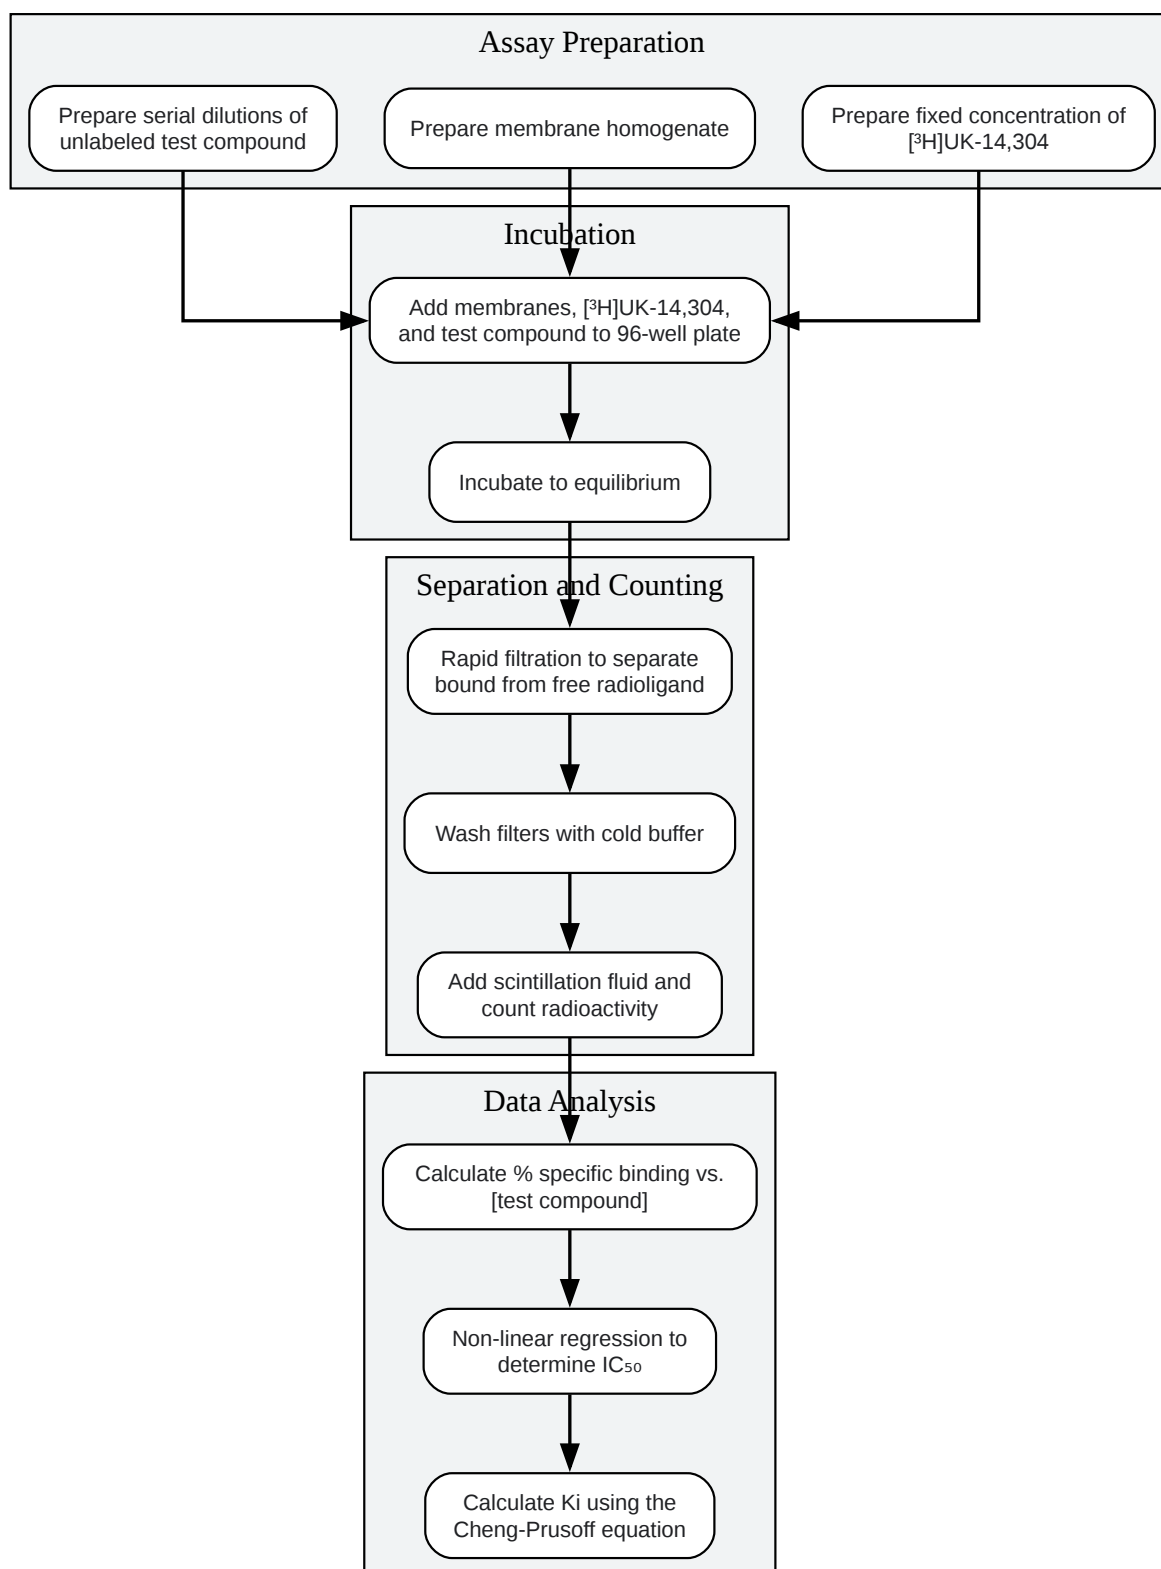 Assay Preparation
Prepare serial dilutions of
unlabeled test compound
Prepare membrane homogenate
Prepare fixed concentration of
[³H]UK-14,304
Incubation
Add membranes, [³H]UK-14,304,
and test compound to 96-well plate
Incubate to equilibrium
Separation and Counting
Rapid filtration to separate
bound from free radioligand
Wash filters with cold buffer
Add scintillation fluid and
count radioactivity
Data Analysis
Calculate % specific binding vs.
[test compound]
Non-linear regression to
determine IC₅₀
Calculate Ki using the
Cheng-Prusoff equation